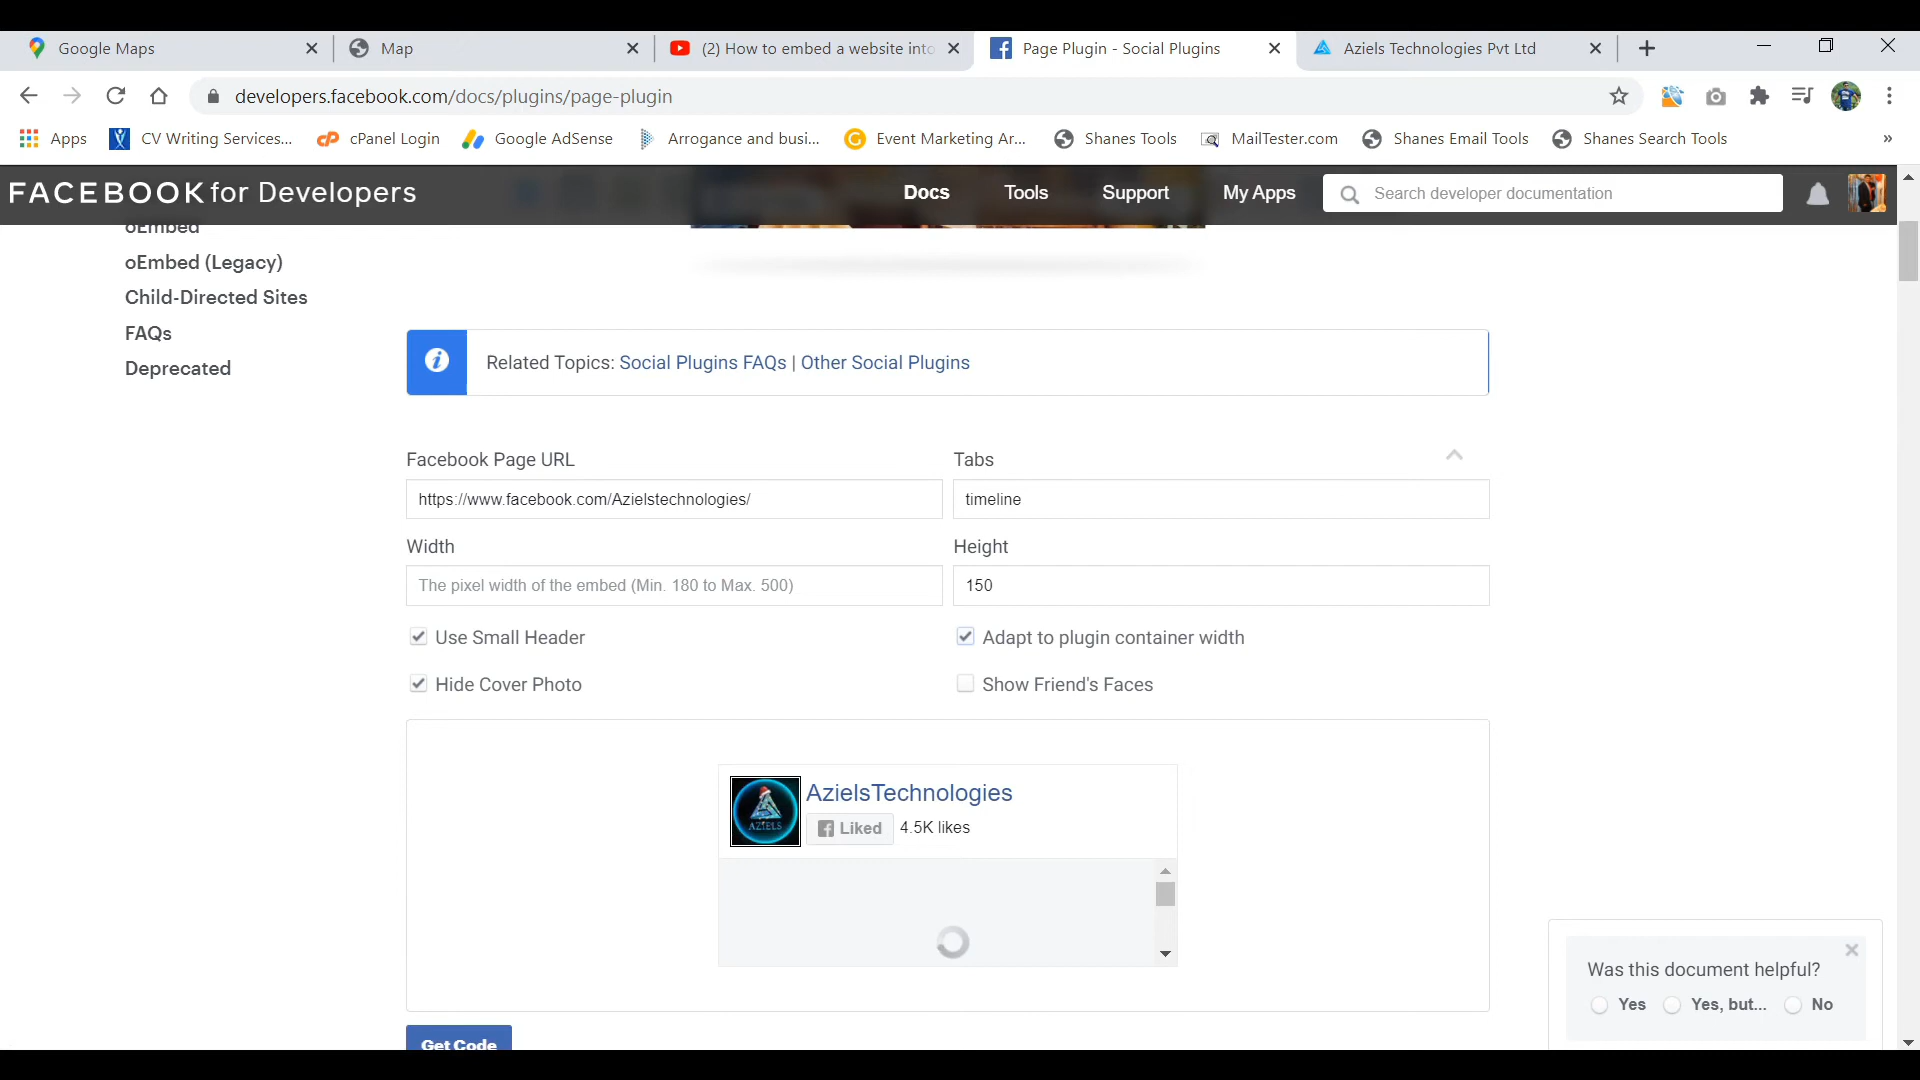 Google Maps
Map
(2) How to embed a website into
Page Plugin - Social Plugins
Aziels Technologies Pvt Ltd
developers.facebook.com/docs/plugins/page-plugin
Apps
CV Writing Services...
cPanel Login
Google AdSense
Arrogance and busi...
Event Marketing Ar...
Shanes Tools
MailTester.com
Shanes Email Tools
Shanes Search Tools
»
FACEBOOK for Developers
Docs
Tools
Support
My Apps
Search developer documentation
oEmbed
oEmbed (Legacy)
Child-Directed Sites
FAQs
Deprecated
Related Topics: Social Plugins FAQs | Other Social Plugins
Facebook Page URL
Tabs
https://www.facebook.com/Azielstechnologies/
timeline
Width
Height
The pixel width of the embed (Min. 180 to Max. 500)
150
Use Small Header
Adapt to plugin container width
Hide Cover Photo
Show Friend's Faces
AZIELS
AzielsTechnologies
Liked
4.5K likes
Get Code
Was this document helpful?
Yes
Yes, but...
No